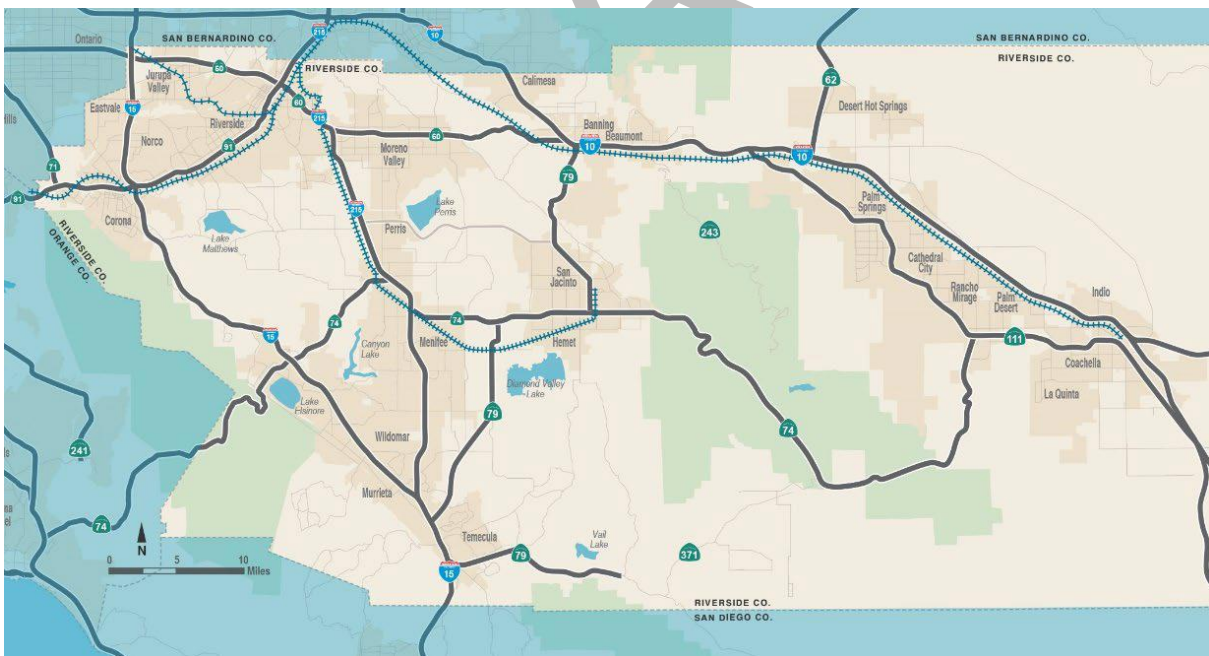 SAN BERNARDINO CO.
RIVERSIDE CO.
SAN BERNARDINO CO.
RIVERSIDE CO.
Ontario
60
Jurupa
Valley
Eastvale
15
Norco
Riverside
91
215
60
215
10
Calimesa
60
Moreno
Valley
Banning
Beaumont
10
79
62
Desert Hot Springs
10
Palm
Springs
Cathedral
City
Rancho
Mirage
Palm
Desert
Indio
111
Coachella
La Quinta
71
91
Corona
RIVERSIDE CO.
ORANGE CO.
Lake
Matthews
215
Perris
Lake
Perris
San
Jacinto
243
15
74
Canyon
Lake
Menifee
74
Hemet
Diamond Valley
Lake
79
74
Lake
Elsinore
Wildomar
241
74
Murrieta
Temecula
15
79
Vail
Lake
371
N
0 5 10
Miles
RIVERSIDE CO.
SAN DIEGO CO.